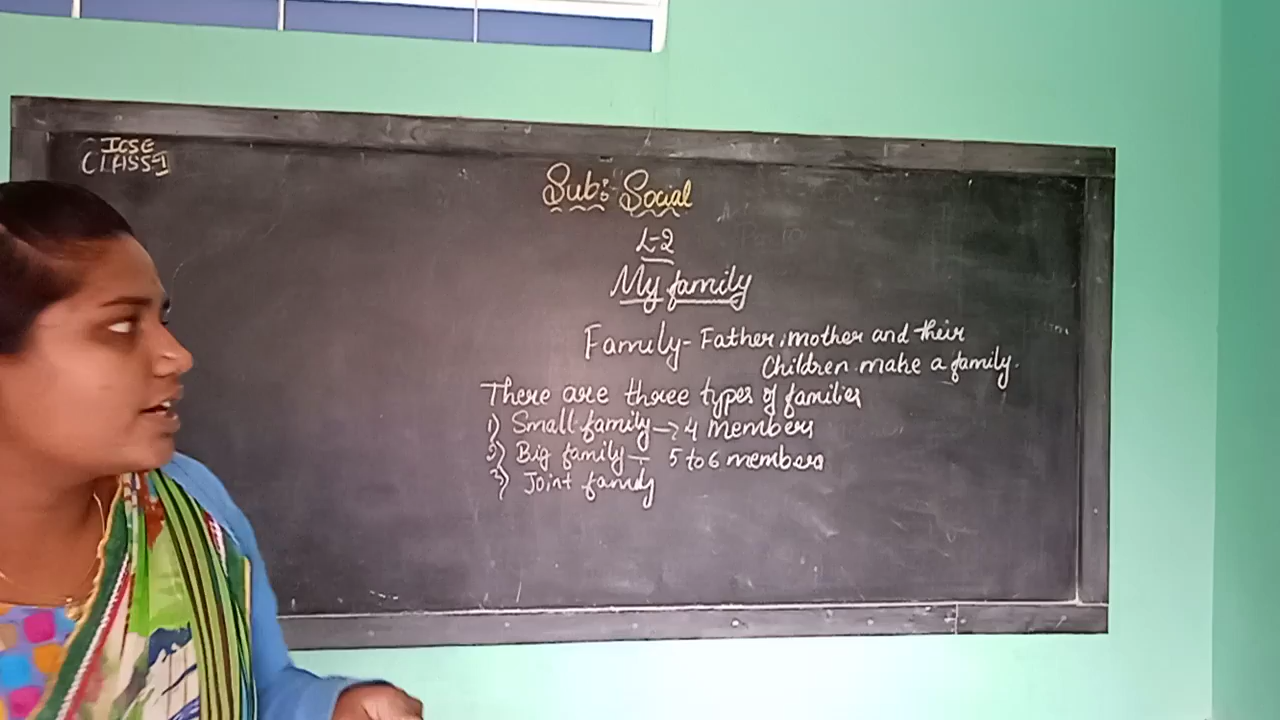 ICSE
CLASS-1
Sub:- Social
L-2
My family
Family - Father, mother and their
Children make a family.
There are three types of families
1) Small family → 4 members
2) Big family - 5 to 6 members
3) Joint family